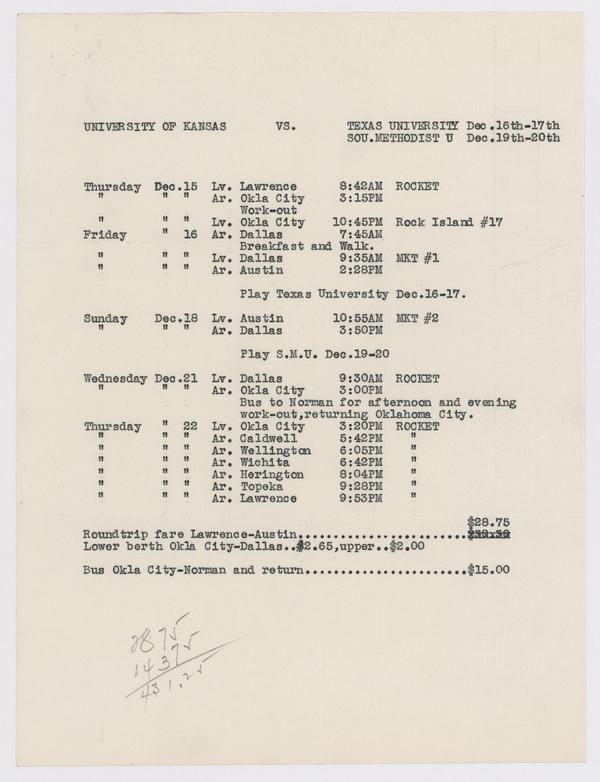 UNIVERSITY OF KANSAS VS. TEXAS UNIVERSITY Dec.16th-17th
SOU.METHODIST U Dec.19th-20th
Thursday Dec.15 Lv. Lawrence 8:42AM ROCKET
" " " Ar. Okla City 3:15PM
Work-out
" " " Lv. Okla City 10:45PM Rock Island #17
Friday " 16 Ar. Dallas 7:45AM
Breakfast and Walk.
" " " Lv. Dallas 9:35AM MKT #1
" " " Ar. Austin 2:28PM
Play Texas University Dec.16-17.
Sunday Dec.18 Lv. Austin 10:55AM MKT #2
" " " Ar. Dallas 3:50PM
Play S.M.U. Dec.19-20
Wednesday Dec.21 Lv. Dallas 9:30AM ROCKET
" " " Ar. Okla City 3:00PM
Bus to Norman for afternoon and evening
work-out,returning Oklahoma City.
Thursday " 22 Lv. Okla City 3:20PM ROCKET
" " " Ar. Caldwell 5:42PM "
" " " Ar. Wellington 6:05PM "
" " " Ar. Wichita 6:42PM "
" " " Ar. Herington 8:04PM "
" " " Ar. Topeka 9:28PM "
" " " Ar. Lawrence 9:53PM "
$28.75
Roundtrip fare Lawrence-Austin........................
Lower berth Okla City-Dallas..$2.65,upper..$2.00
Bus Okla City-Norman and return.......................$15.00
2875
14375
431.25